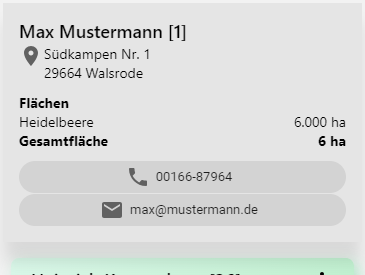 Max Mustermann [1]
Südkampen Nr. 1
29664 Walsrode
Flächen
Heidelbeere 6.000 ha
Gesamtfläche 6 ha
00166-87964
max@mustermann.de